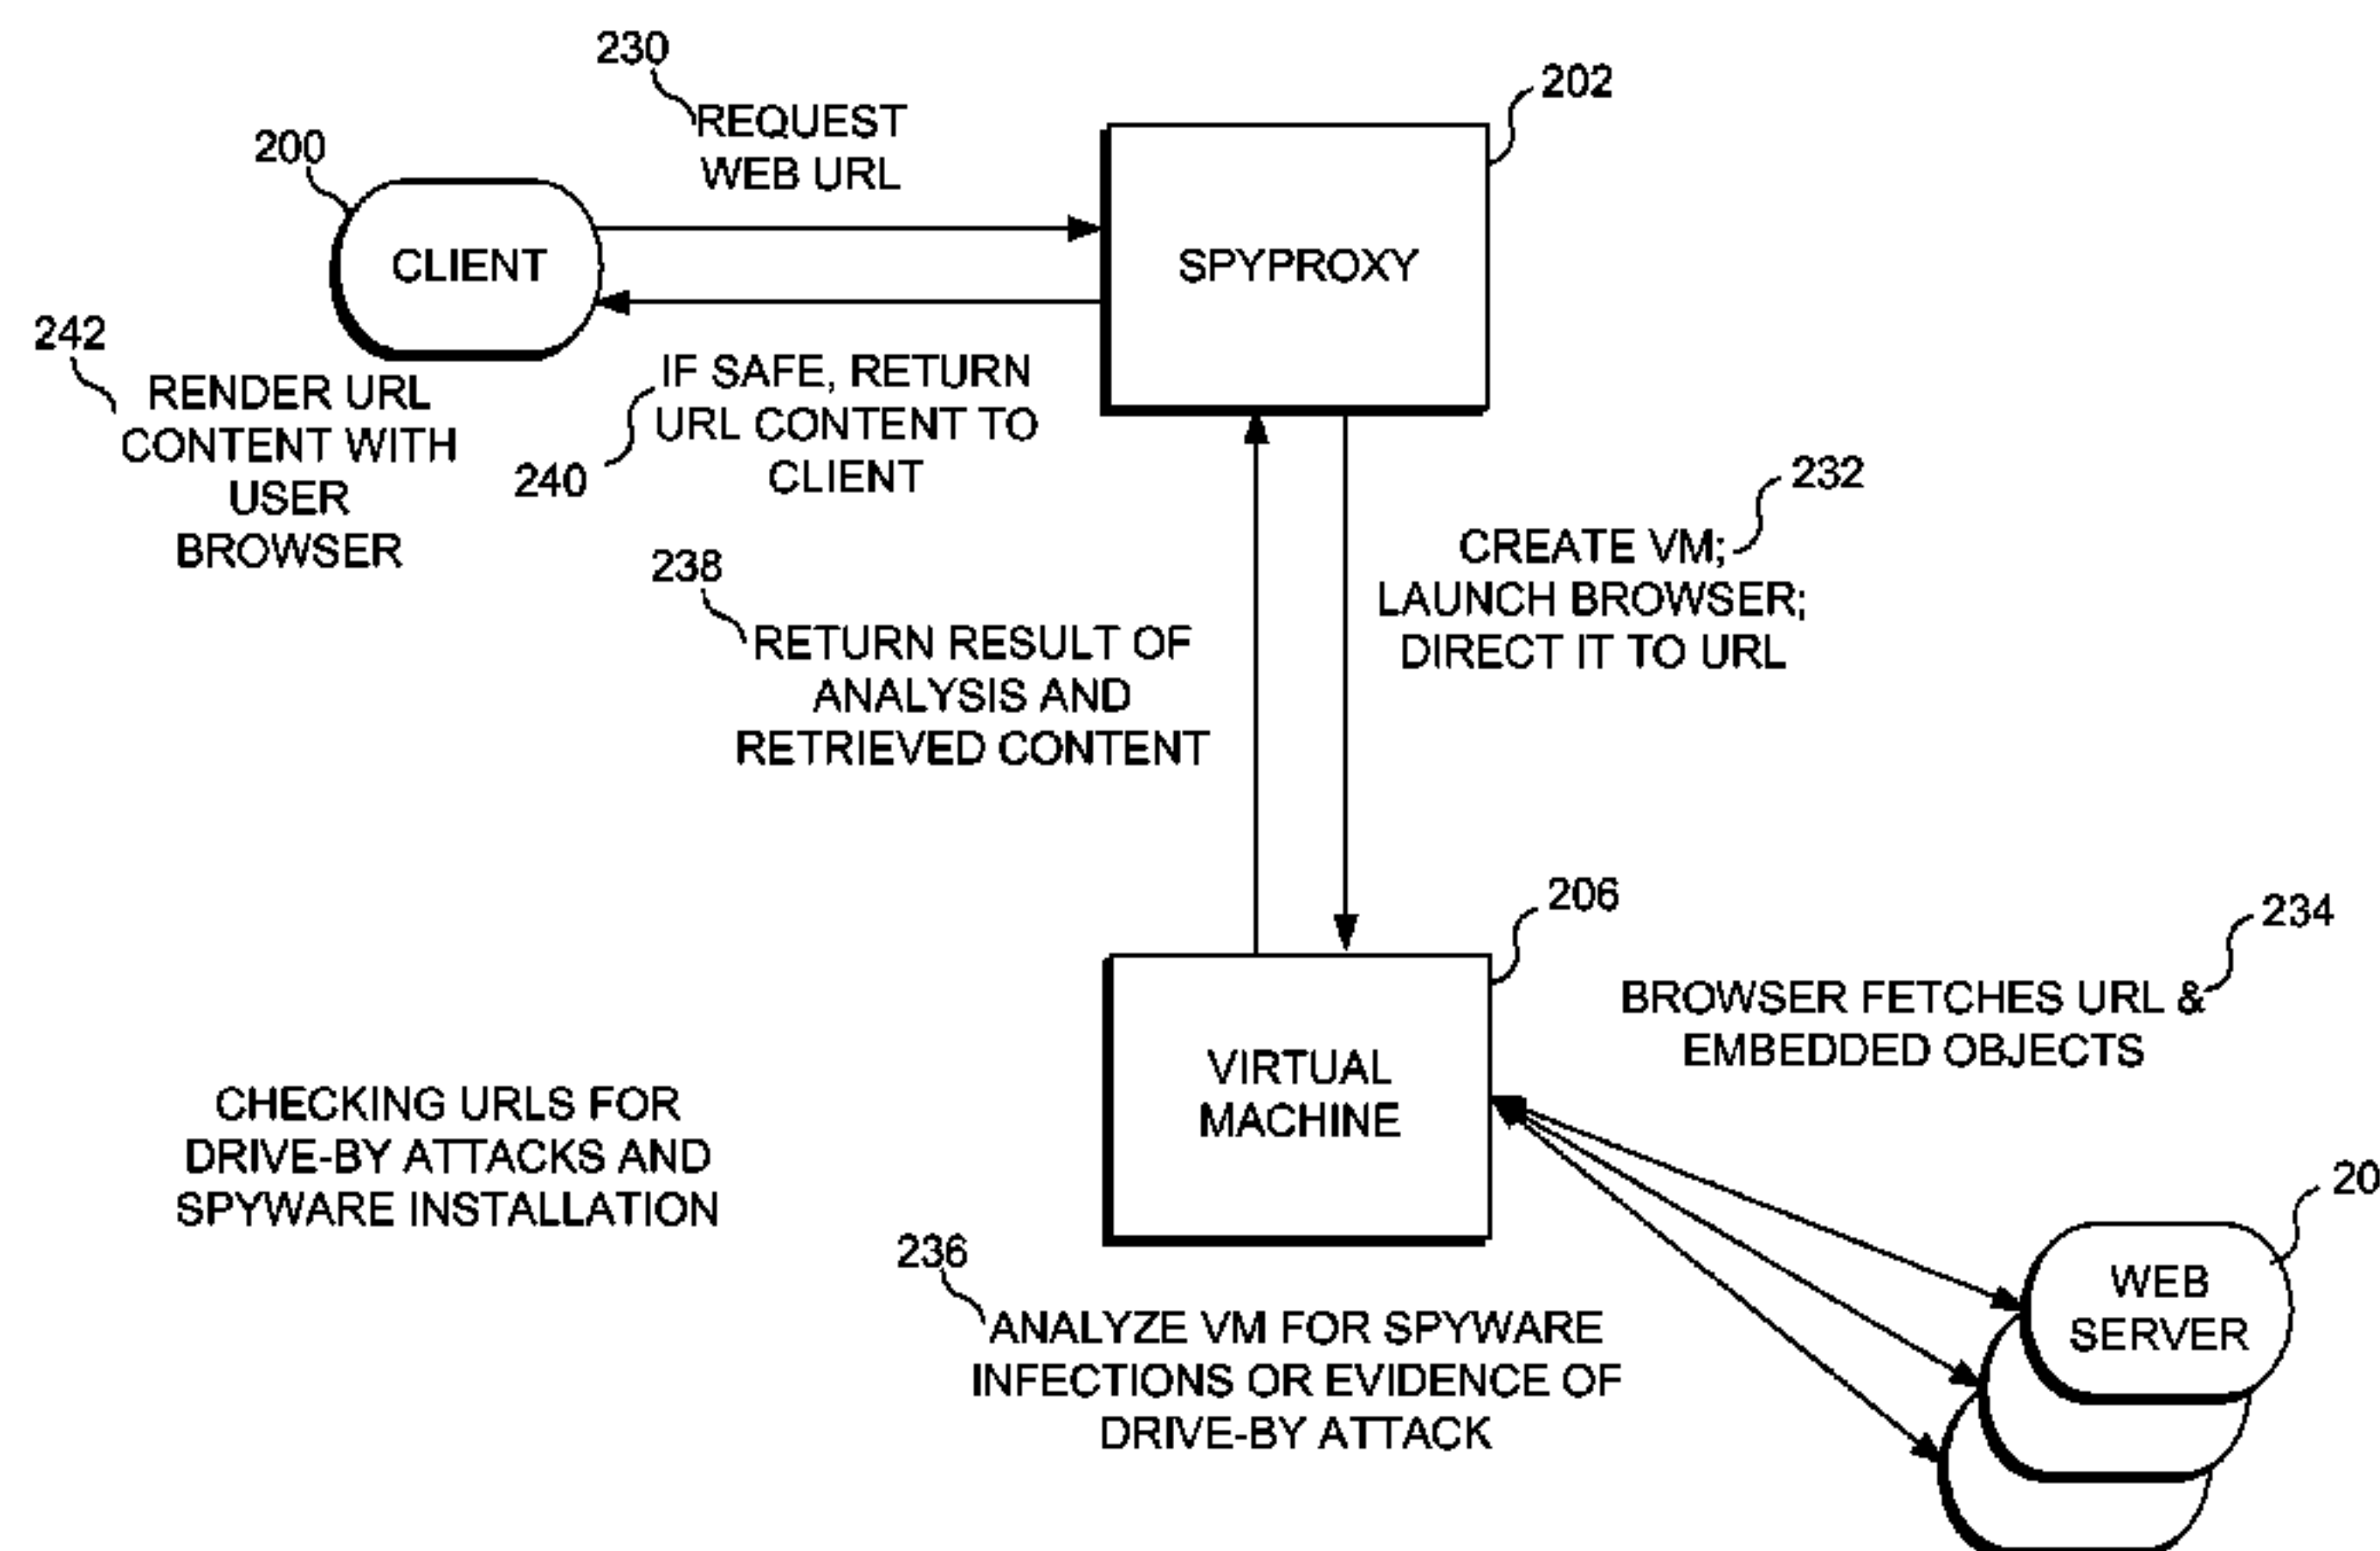 230
REQUEST
WEB URL
202
200
CLIENT
SPYPROXY
242
RENDER URL
CONTENT WITH
USER
BROWSER
240
IF SAFE, RETURN
URL CONTENT TO
CLIENT
232
CREATE VM;
LAUNCH BROWSER;
DIRECT IT TO URL
238
RETURN RESULT OF
ANALYSIS AND
RETRIEVED CONTENT
206
VIRTUAL
MACHINE
234
BROWSER FETCHES URL &
EMBEDDED OBJECTS
CHECKING URLS FOR
DRIVE-BY ATTACKS AND
SPYWARE INSTALLATION
20
WEB
SERVER
236
ANALYZE VM FOR SPYWARE
INFECTIONS OR EVIDENCE OF
DRIVE-BY ATTACK